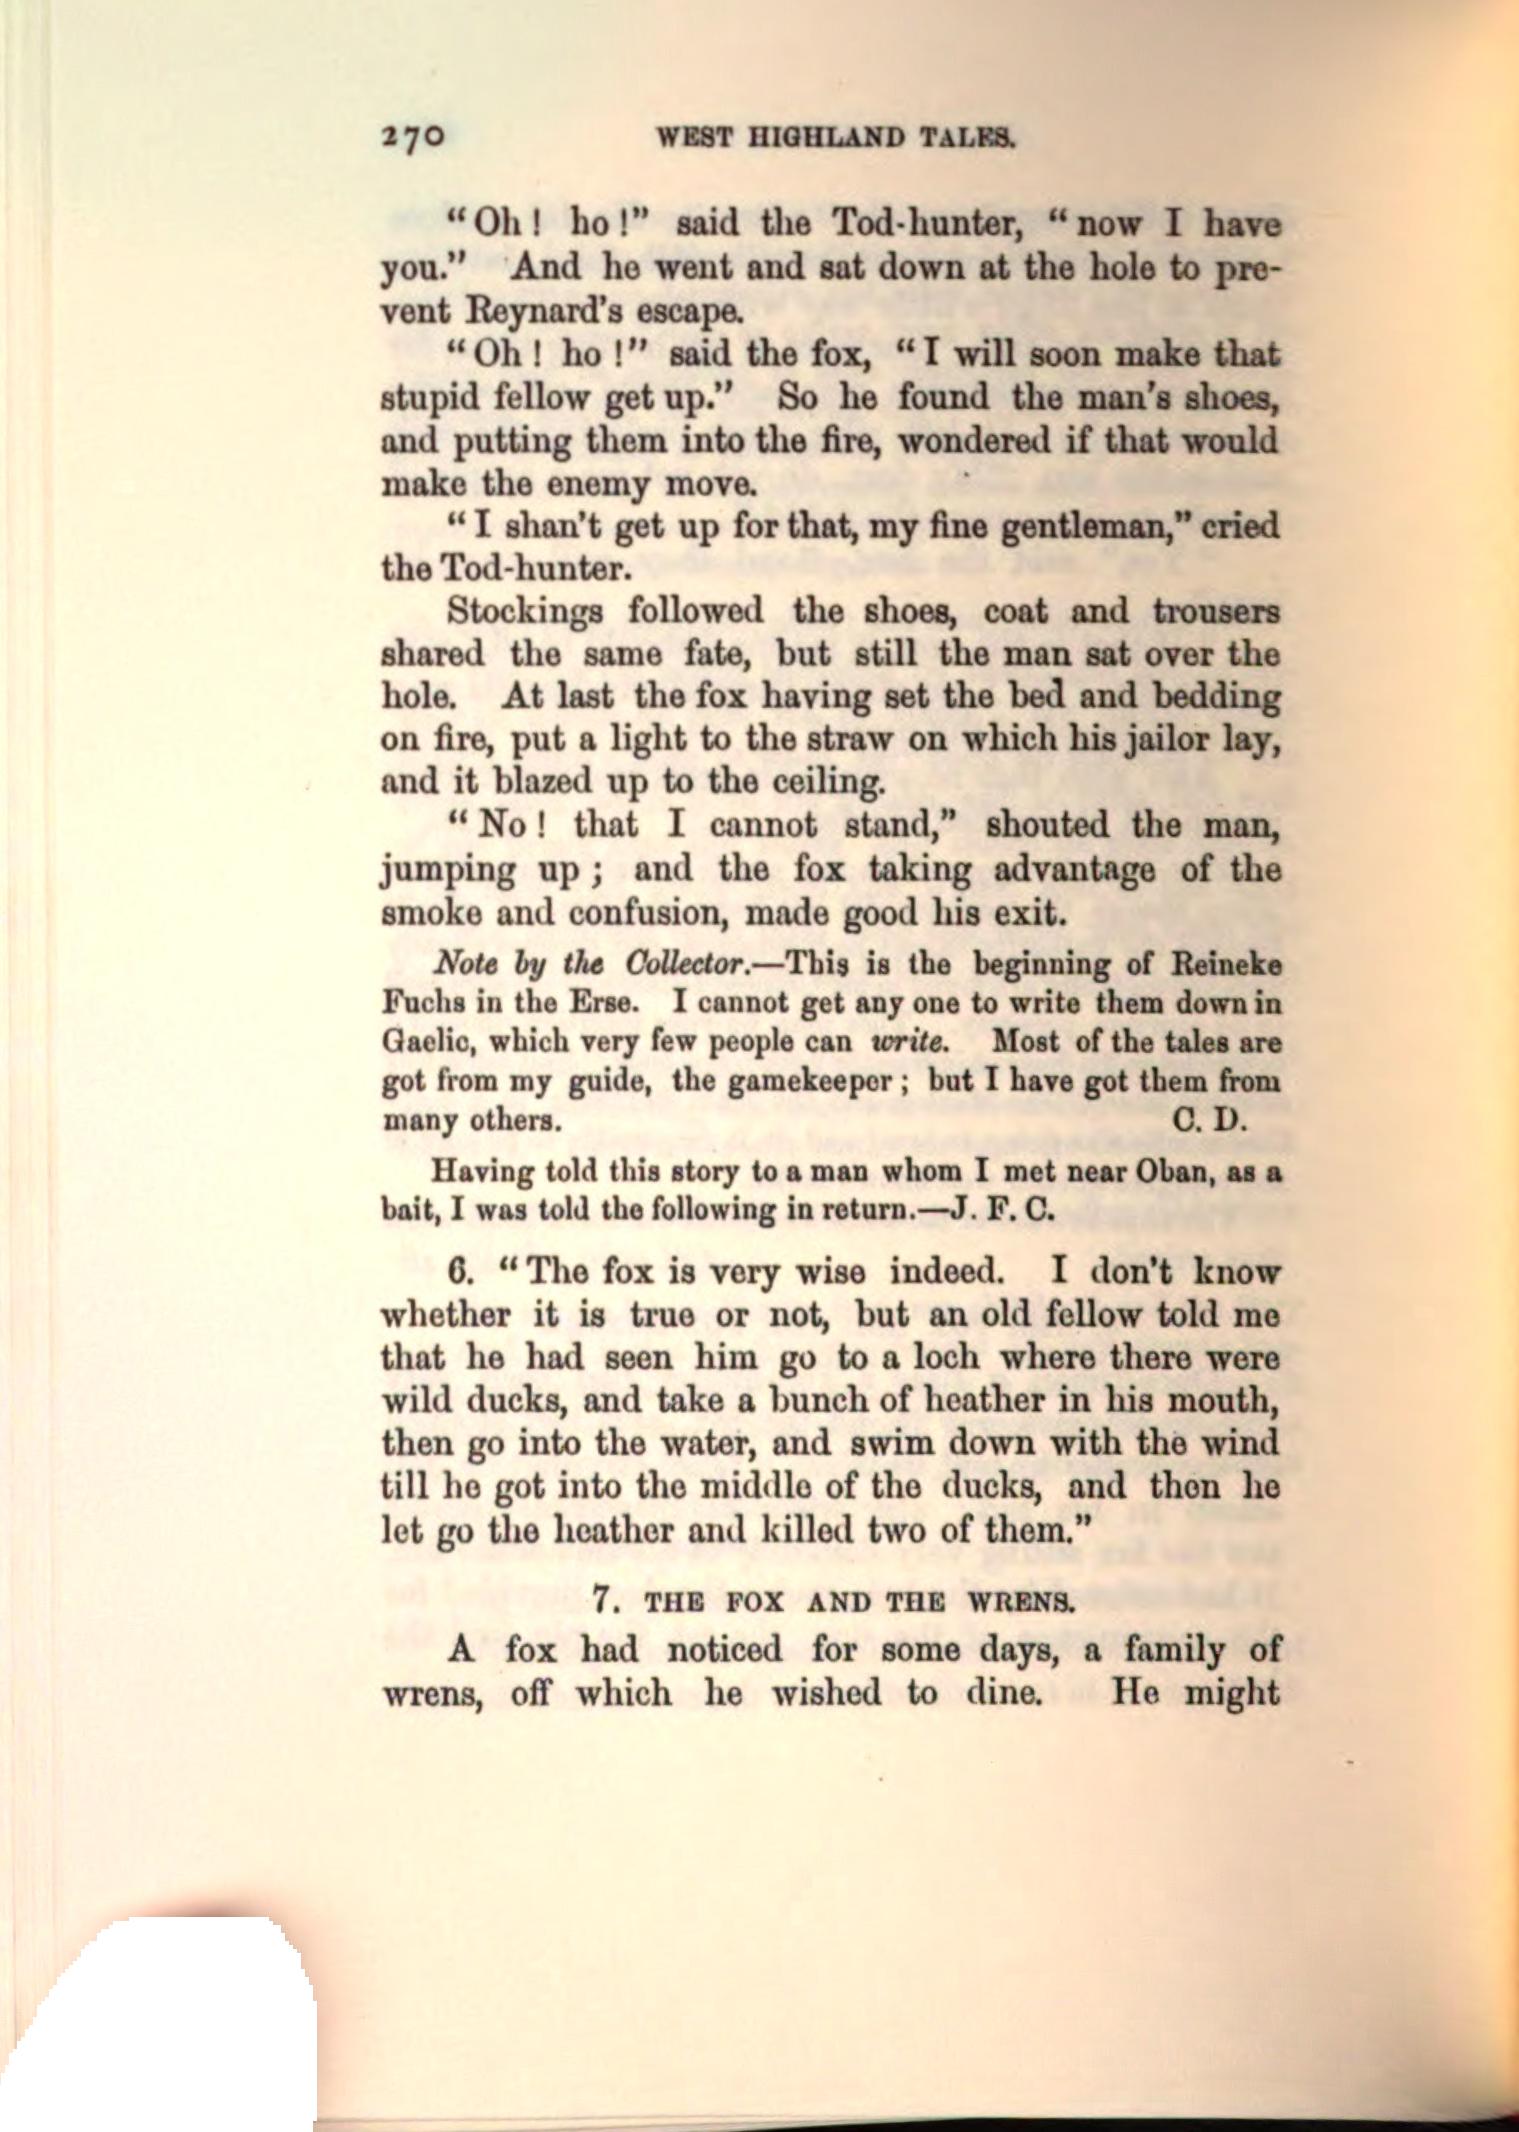 270 WEST HIGHLAND TALES.
“Oh! ho!” said the Tod-hunter, “now I have
you.” And he went and sat down at the hole to pre-
vent Reynard's escape.
“Oh! ho!” said the fox, “I will soon make that
stupid fellow get up.” So he found the man's shoes,
and putting them into the fire, wondered if that would
make the enemy move.
“I shan't get up for that, my fine gentleman,” cried
the Tod-hunter.
Stockings followed the shoes, coat and trousers
shared the same fate, but still the man sat over the
hole. At last the fox having set the bed and bedding
on fire, put a light to the straw on which his jailor lay,
and it blazed up to the ceiling.
“No! that I cannot stand,” shouted the man,
jumping up; and the fox taking advantage of the
smoke and confusion, made good his exit.
Note by the Collector.—This is the beginning of Reineke
Fuchs in the Erse. I cannot get any one to write them down in
Gaelic, which very few people can write. Most of the tales are
got from my guide, the gamekeeper; but I have got them from
many others. C. D.
Having told this story to a man whom I met near Oban, as a
bait, I was told the following in return.—J. F. C.
6. “The fox is very wise indeed. I don't know
whether it is true or not, but an old fellow told me
that he had seen him go to a loch where there were
wild ducks, and take a bunch of heather in his mouth,
then go into the water, and swim down with the wind
till he got into the middle of the ducks, and then he
let go the heather and killed two of them.”
7. THE FOX AND THE WRENS.
A fox had noticed for some days, a family of
wrens, off which he wished to dine. He might